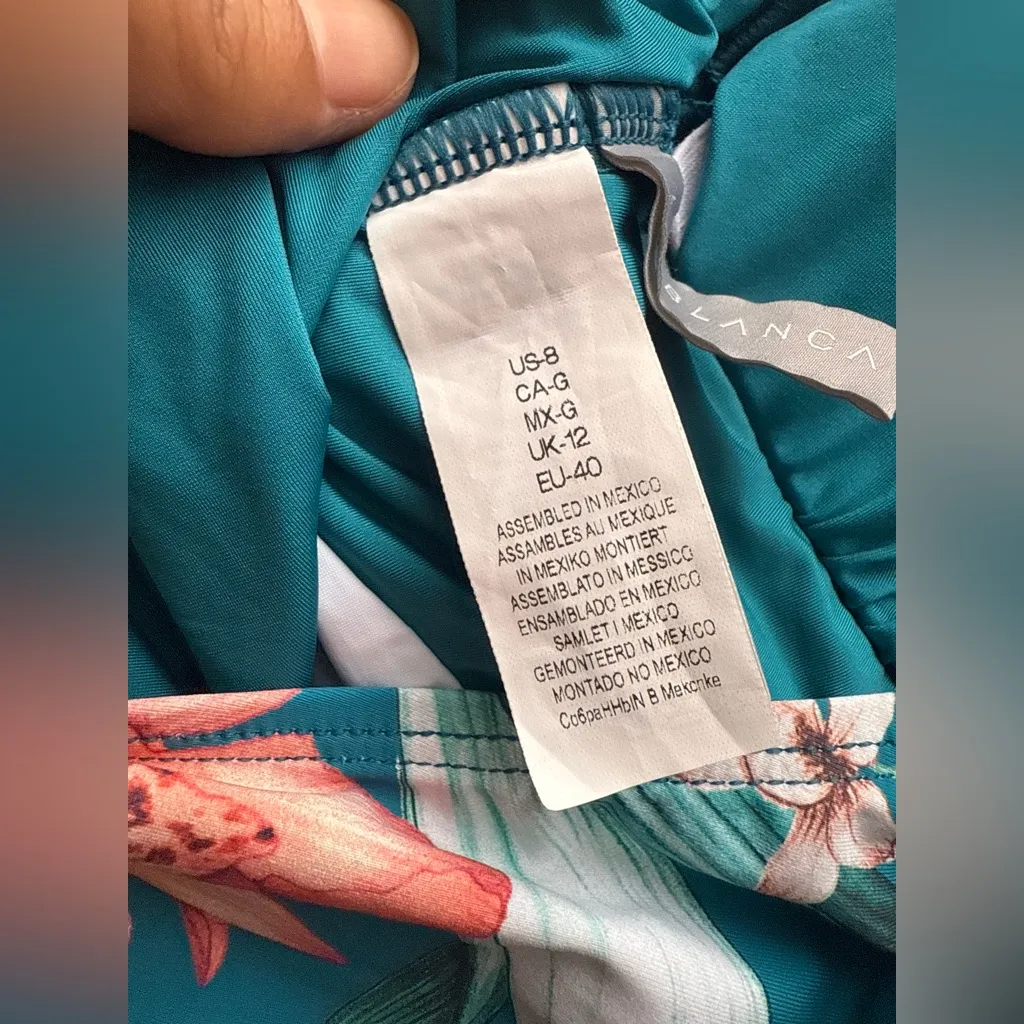 BLANCA
US-8
CA-G
MX-G
UK-12
EU-40
ASSEMBLED IN MEXICO
ASSAMBLES AU MEXIQUE
IN MEXIKO MONTIERT
ASSEMBLATO IN MESSICO
ENSAMBLADO EN MEXICO
SAMLET I MEXICO
GEMONTEERD IN MEXICO
MONTADO NO MEXICO
Co6paHHbIN B Mekcnke